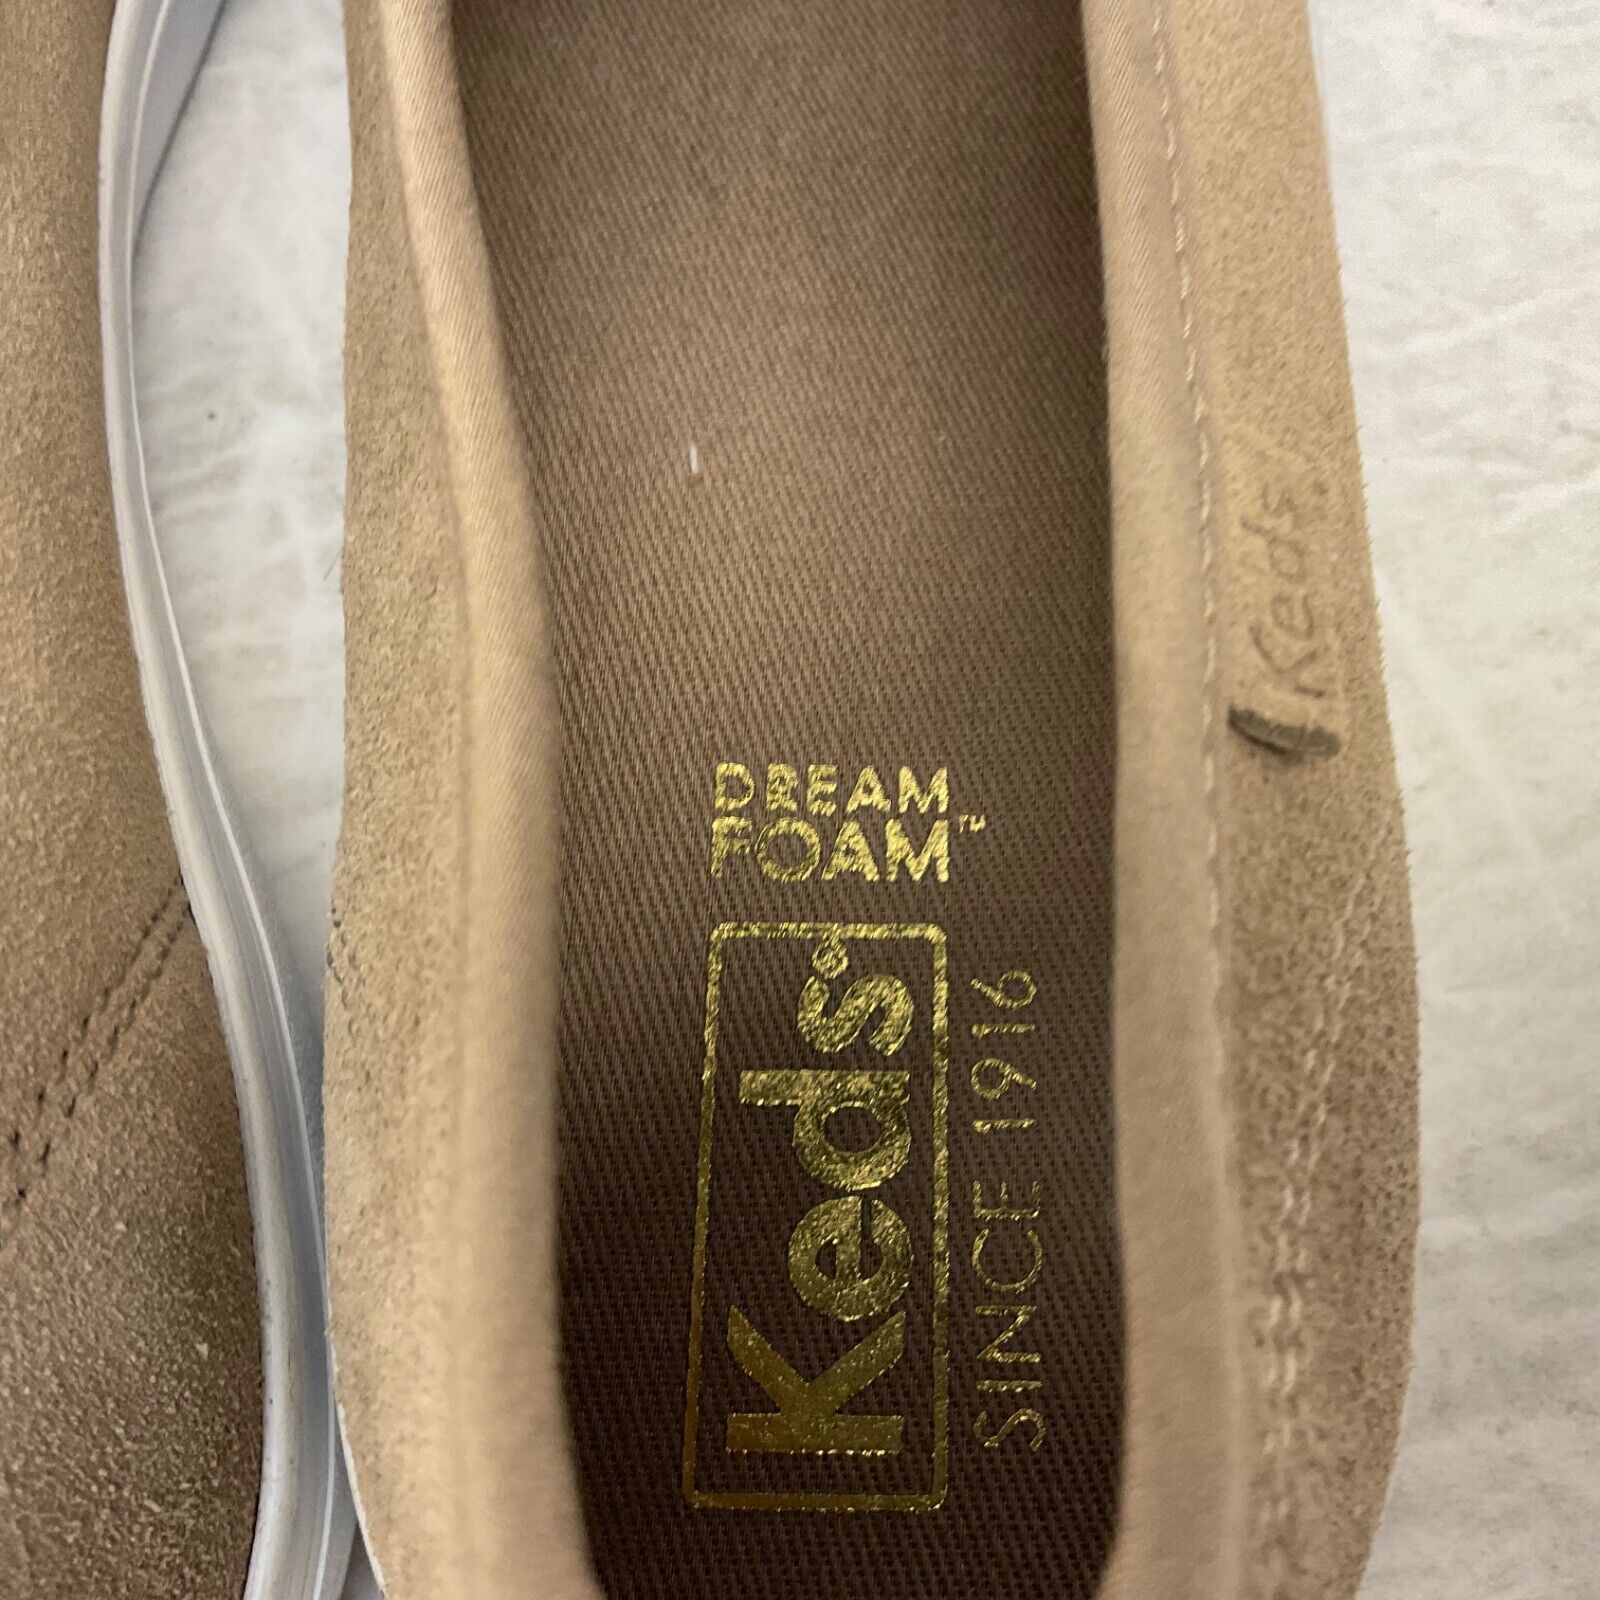 DREAM
FOAM™
Keds®
SINCE 1916
Keds